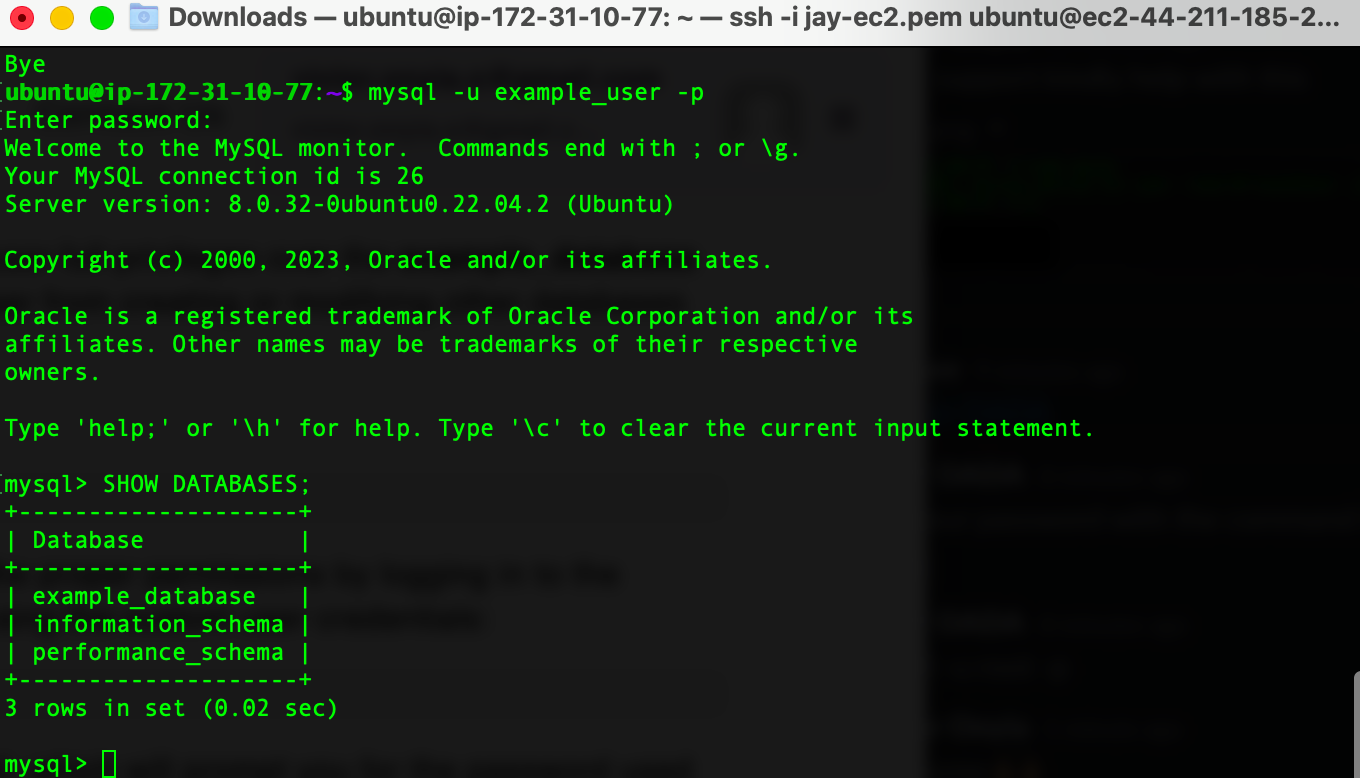 Downloads — ubuntu@ip-172-31-10-77: ~ — ssh -i jay-ec2.pem ubuntu@ec2-44-211-185-2...
Bye
[ubuntu@ip-172-31-10-77:~$ mysql -u example_user -p
[Enter password:
Welcome to the MySQL monitor.  Commands end with ; or \g.
Your MySQL connection id is 26
Server version: 8.0.32-0ubuntu0.22.04.2 (Ubuntu)

Copyright (c) 2000, 2023, Oracle and/or its affiliates.

Oracle is a registered trademark of Oracle Corporation and/or its
affiliates. Other names may be trademarks of their respective
owners.

Type 'help;' or '\h' for help. Type '\c' to clear the current input statement.

[mysql> SHOW DATABASES;
+--------------------+
| Database           |
+--------------------+
| example_database   |
| information_schema |
| performance_schema |
+--------------------+
3 rows in set (0.02 sec)

mysql>